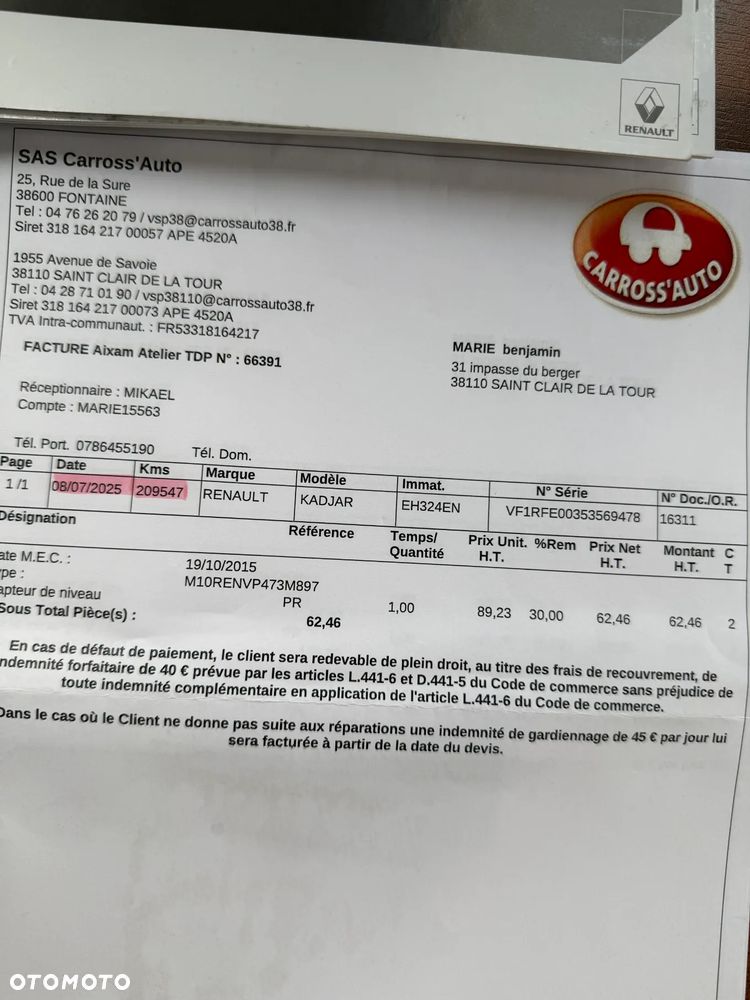 RENAULT
SAS Carross'Auto
25, Rue de la Sure
38600 FONTAINE
Tel : 04 76 26 20 79 / vsp38@carrossauto38.fr
Siret 318 164 217 00057 APE 4520A
CARROSS'AUTO
1955 Avenue de Savoie
38110 SAINT CLAIR DE LA TOUR
Tel : 04 28 71 01 90 / vsp38110@carrossauto38.fr
Siret 318 164 217 00073 APE 4520A
TVA Intra-communaut. : FR53318164217
FACTURE Aixam Atelier TDP N° : 66391
MARIE benjamin
31 impasse du berger
38110 SAINT CLAIR DE LA TOUR
Réceptionnaire : MIKAEL
Compte : MARIE15563
Tél. Port. 0786455190 Tél. Dom.
Page Date Kms Marque Modèle Immat. N° Série N° Doc./O.R.
1 /1 08/07/2025 209547 RENAULT KADJAR EH324EN VF1RFE00353569478 16311
Désignation Référence Temps/ Quantité Prix Unit. H.T. %Rem Prix Net H.T. Montant H.T. C T
ate M.E.C. : 19/10/2015
ype : M10RENVP473M897
apteur de niveau PR 1,00 89,23 30,00 62,46 62,46 2
Sous Total Pièce(s) : 62,46
En cas de défaut de paiement, le client sera redevable de plein droit, au titre des frais de recouvrement, de
ndemnité forfaitaire de 40 € prévue par les articles L.441-6 et D.441-5 du Code de commerce sans préjudice de
toute indemnité complémentaire en application de l'article L.441-6 du Code de commerce.
Dans le cas où le Client ne donne pas suite aux réparations une indemnité de gardiennage de 45 € par jour lui
sera facturée à partir de la date du devis.
OTOMOTO